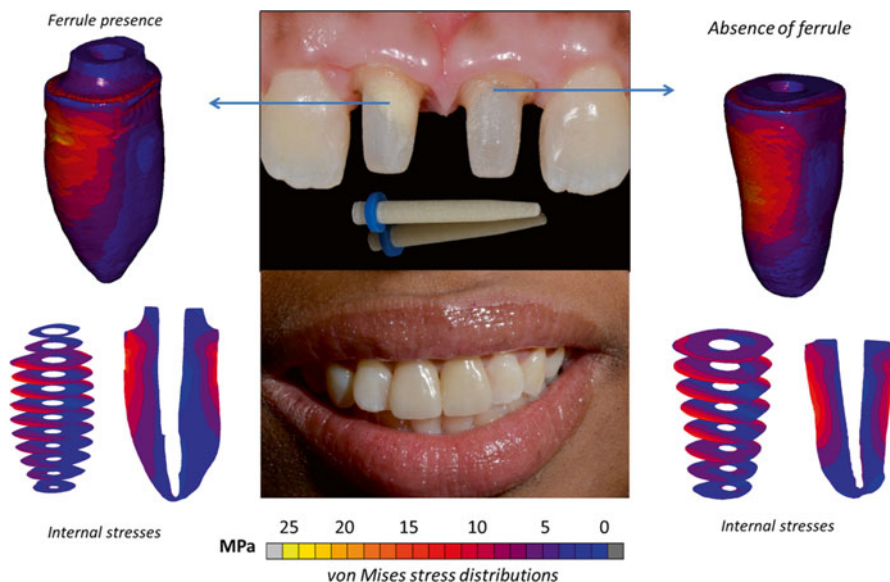 Ferrule presence
Absence of ferrule
Internal stresses
Internal stresses
25 20 15 10 5 0
MPa
von Mises stress distributions